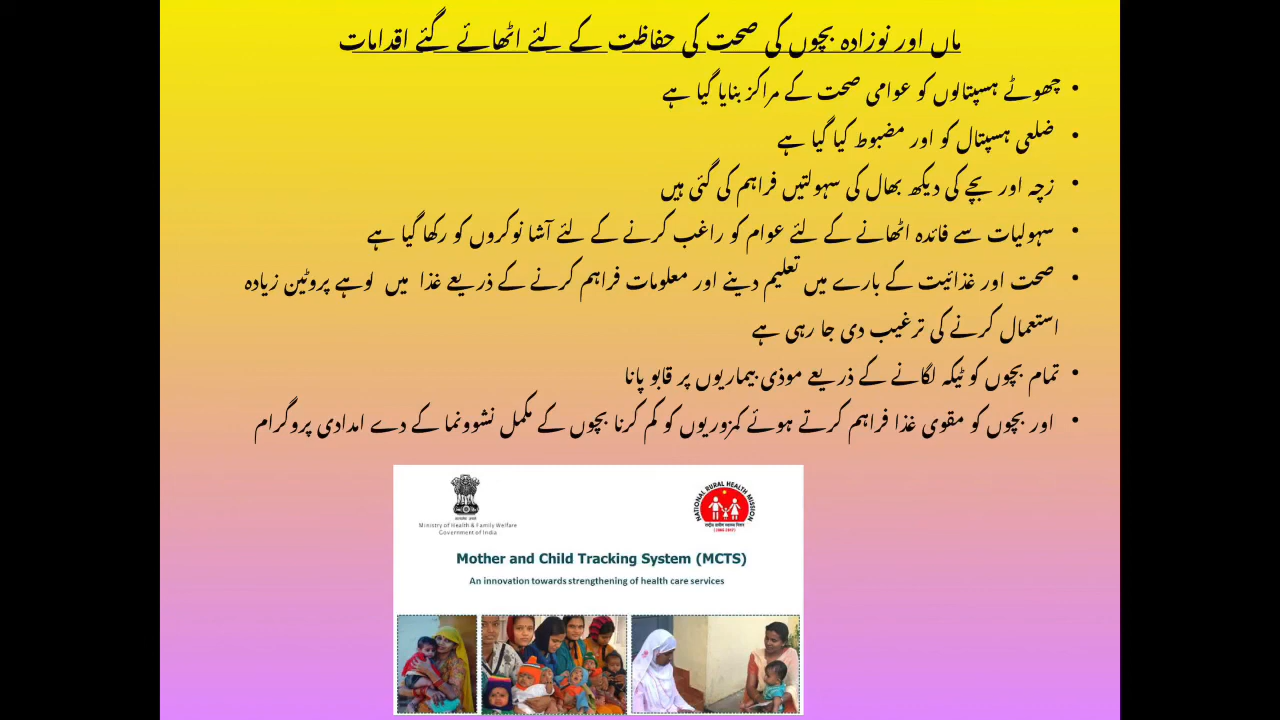 ماں اور نوزادہ بچوں کی صحت کی حفاظت کے لئے اٹھائے گئے اقدامات
• چھوٹے ہسپتالوں کو عوامی صحت کے مراکز بنایا گیا ہے
• ضلعی ہسپتال کو اور مضبوط کیا گیا ہے
• زچہ اور بچے کی دیکھ بھال کی سہولتیں فراہم کی گئی ہیں
• سہولیات سے فائدہ اٹھانے کے لئے عوام کو راغب کرنے کے لئے آشا نوکروں کو رکھا گیا ہے
• صحت اور غذائیت کے بارے میں تعلیم دینے اور معلومات فراہم کرنے کے ذریعے غذا میں لوہے پروٹین زیادہ
استعمال کرنے کی ترغیب دی جا رہی ہے
• تمام بچوں کو ٹیکہ لگانے کے ذریعے موذی بیماریوں پر قابو پانا
• اور بچوں کو مقوی غذا فراہم کرتے ہوئے کمزوریوں کو کم کرنا بچوں کے مکمل نشوونما کے دے امدادی پروگرام
Ministry of Health & Family Welfare
Government of India
NATIONAL RURAL HEALTH MISSION
Mother and Child Tracking System (MCTS)
An innovation towards strengthening of health care services